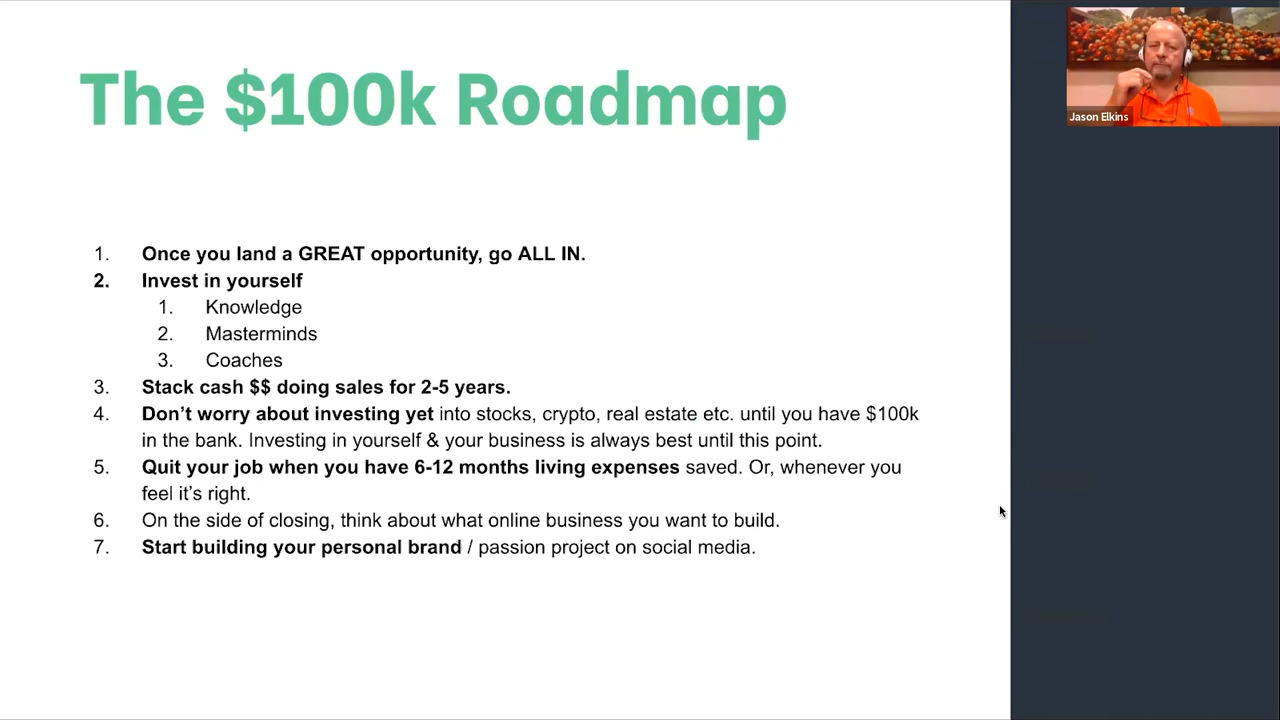 The $100k Roadmap
Jason Elkins
1. Once you land a GREAT opportunity, go ALL IN.
2. Invest in yourself
1. Knowledge
2. Masterminds
3. Coaches
3. Stack cash $$ doing sales for 2-5 years.
4. Don’t worry about investing yet into stocks, crypto, real estate etc. until you have $100k
in the bank. Investing in yourself & your business is always best until this point.
5. Quit your job when you have 6-12 months living expenses saved. Or, whenever you
feel it’s right.
6. On the side of closing, think about what online business you want to build.
7. Start building your personal brand / passion project on social media.